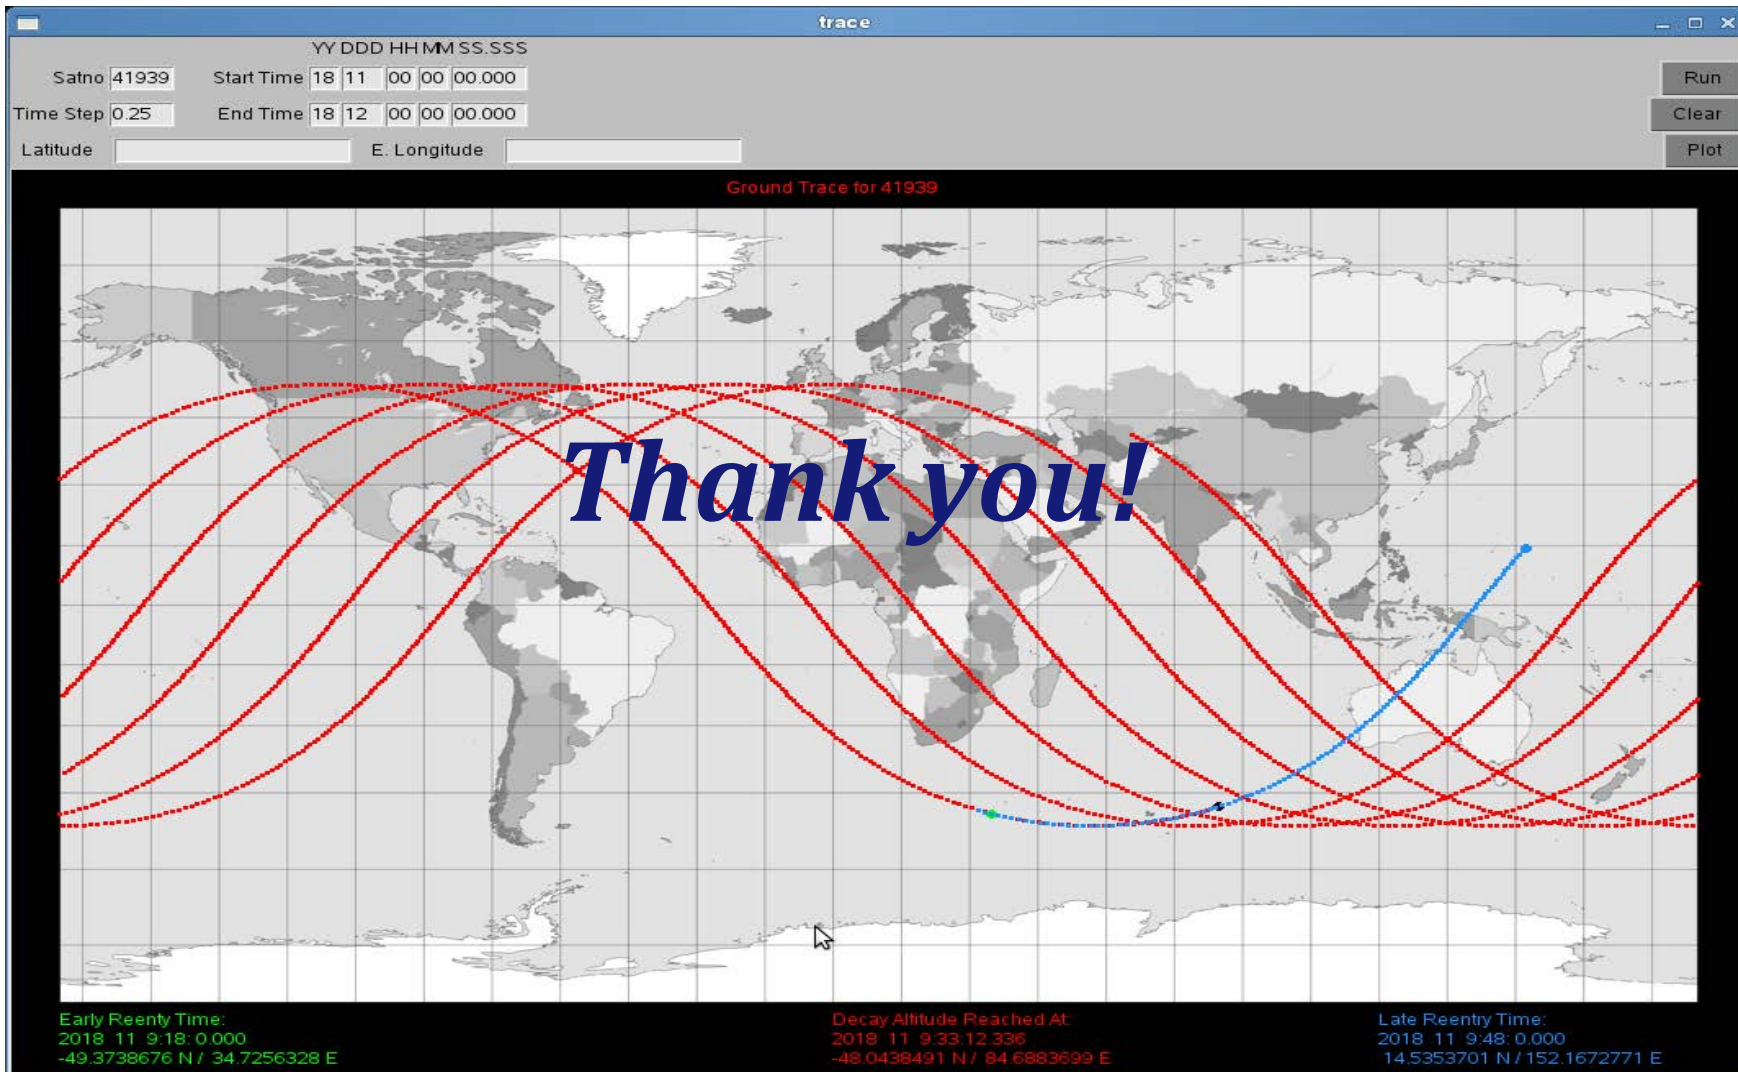 trace
YY DDD HH MM SS.SSS
Satno 41939 Start Time 18 11 00 00 00.000 Run
Time Step 0.25 End Time 18 12 00 00 00.000 Clear
Latitude E. Longitude Plot
Ground Trace for 41939
Thank you!
Early Reenty Time:
2018 11 9:18: 0.000
-49.3738676 N / 34.7256328 E
Decay Altitude Reached At:
2018 11 9:33:12.336
-48.0438491 N / 84.6883699 E
Late Reentry Time:
2018 11 9:48: 0.000
14.5353701 N / 152.1672771 E